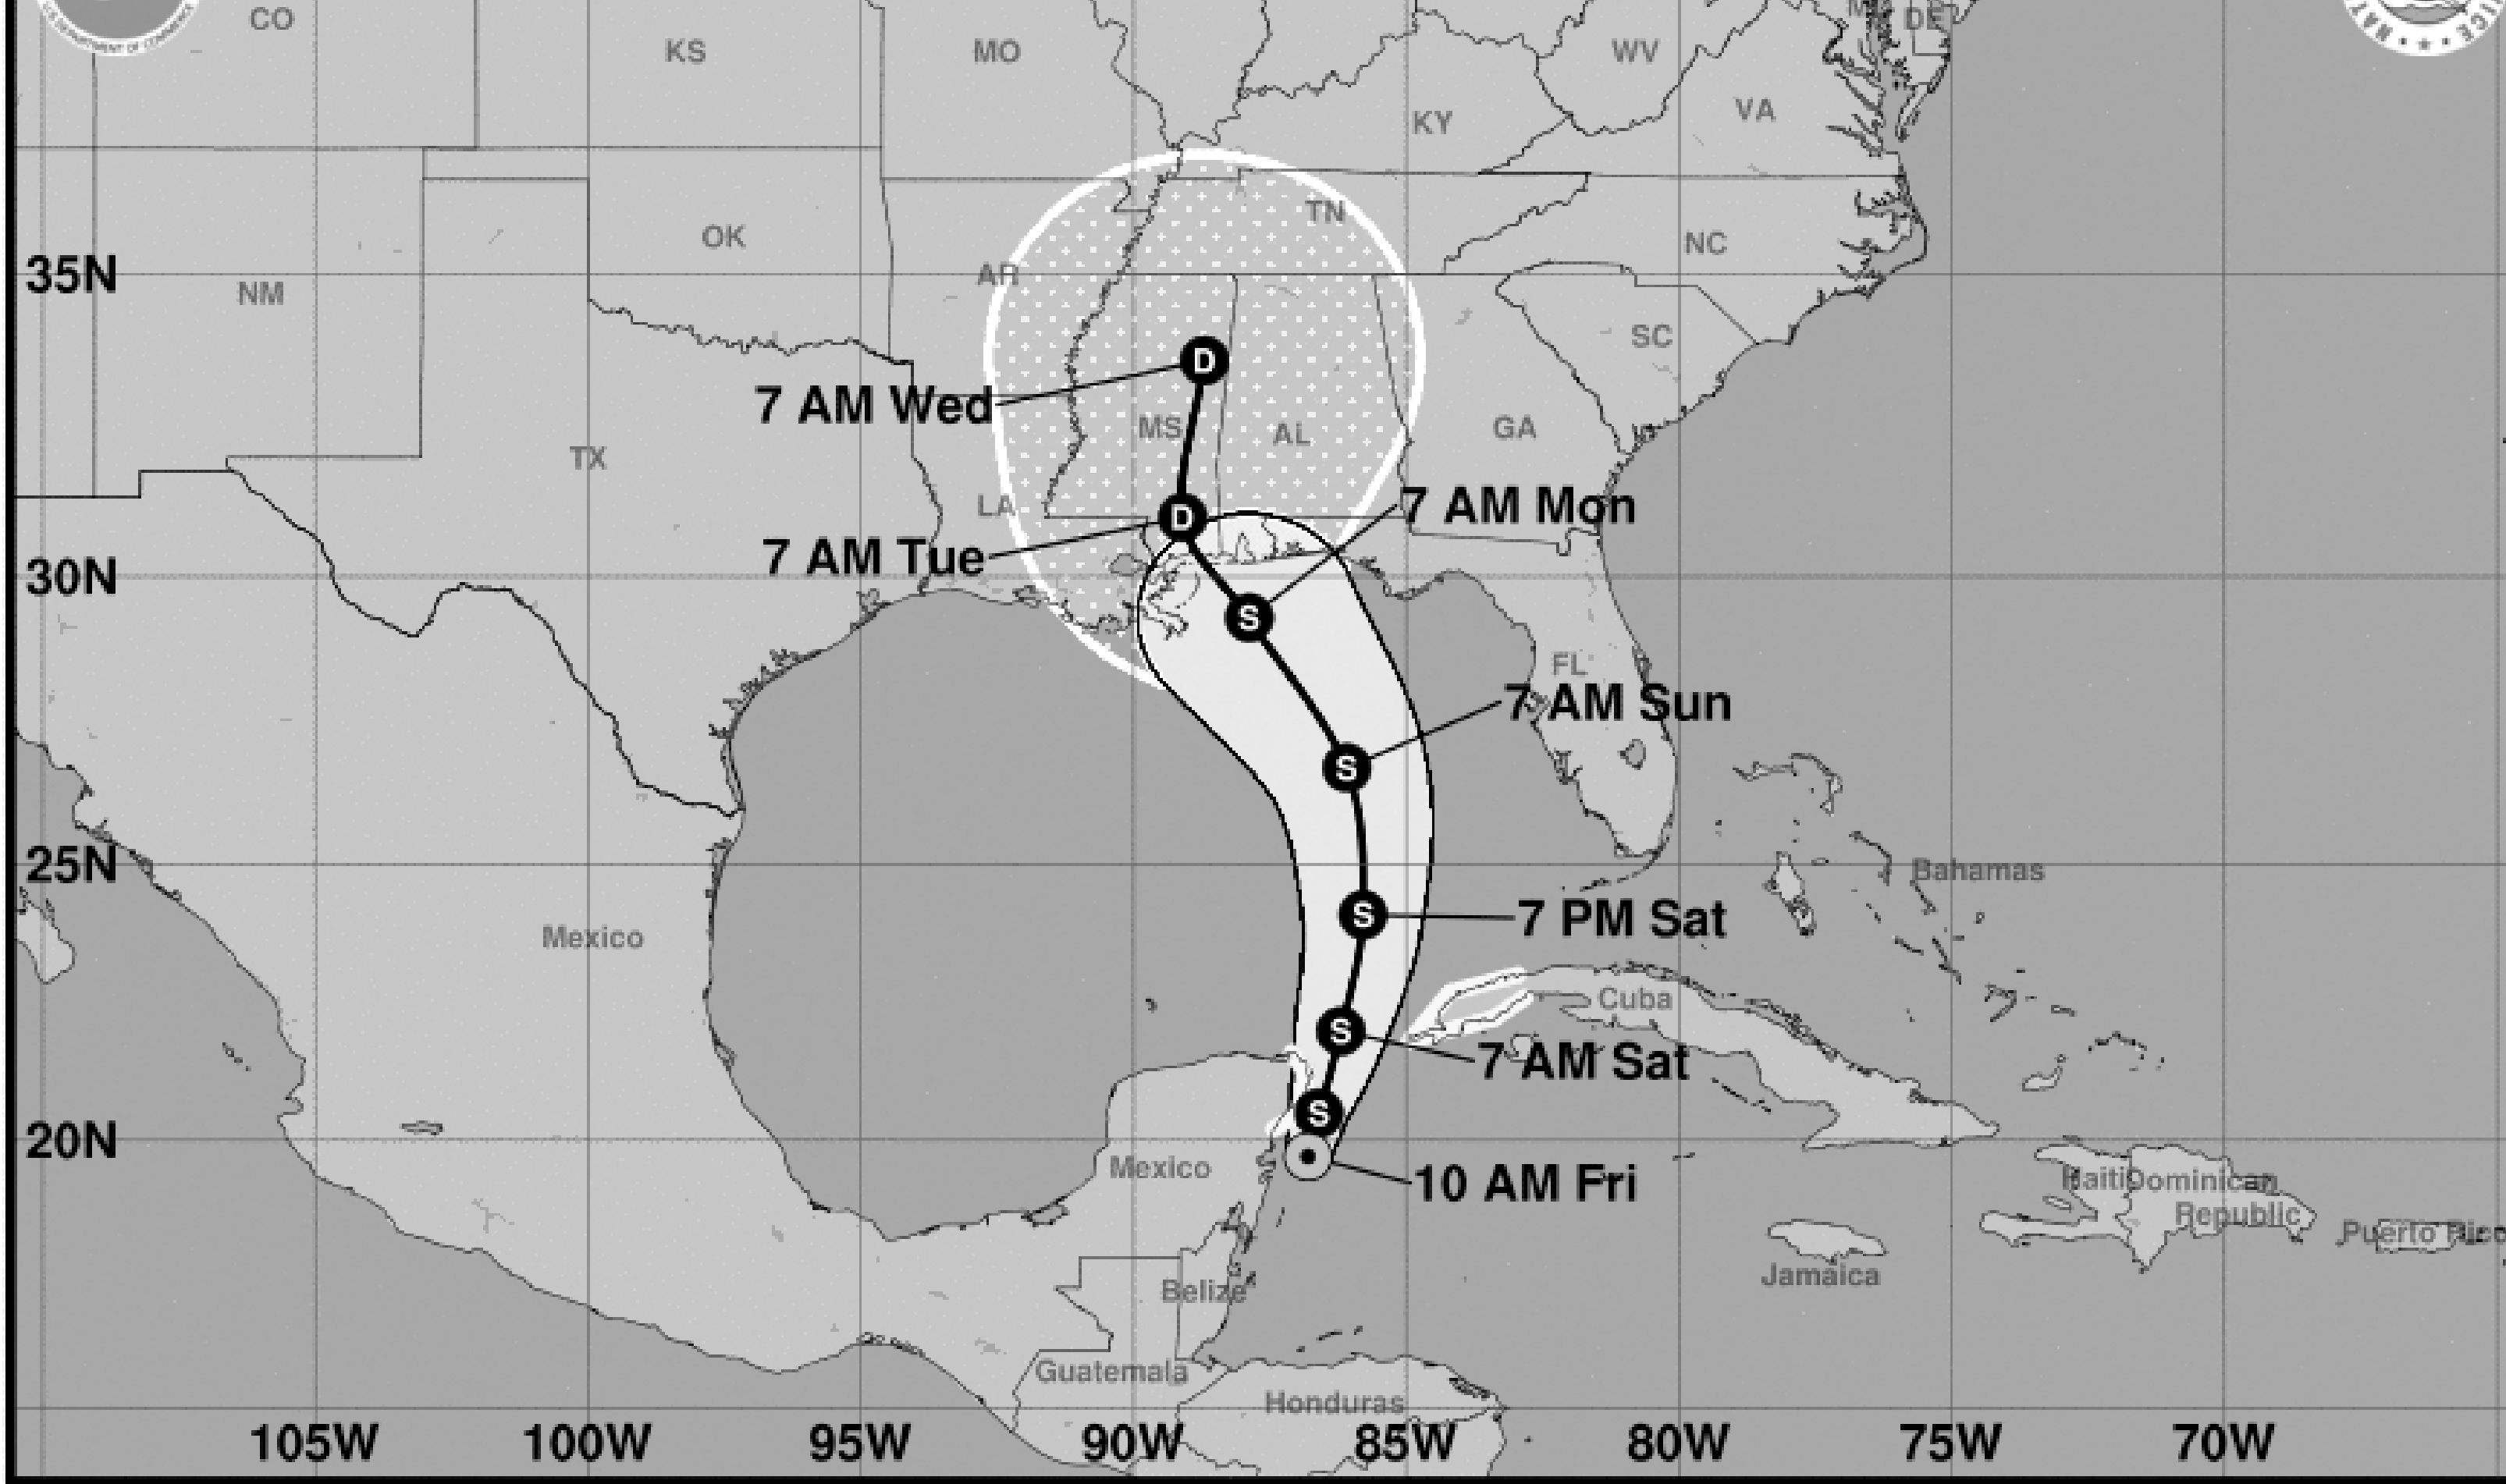 U.S. DEPARTMENT OF COMMERCE
CO
KS
MO
WV
DE
VA
KY
TN
OK
NC
AR
35N
NM
SC
D
7 AM Wed
MS
AL
GA
TX
LA
7 AM Mon
D
7 AM Tue
30N
S
FL
7 AM Sun
S
25N
Bahamas
S
7 PM Sat
Mexico
Cuba
S
7 AM Sat
S
20N
Mexico
10 AM Fri
Haiti
Dominican
Republic
Puerto Rico
Jamaica
Belize
Guatemala
Honduras
105W
100W
95W
90W
85W
80W
75W
70W